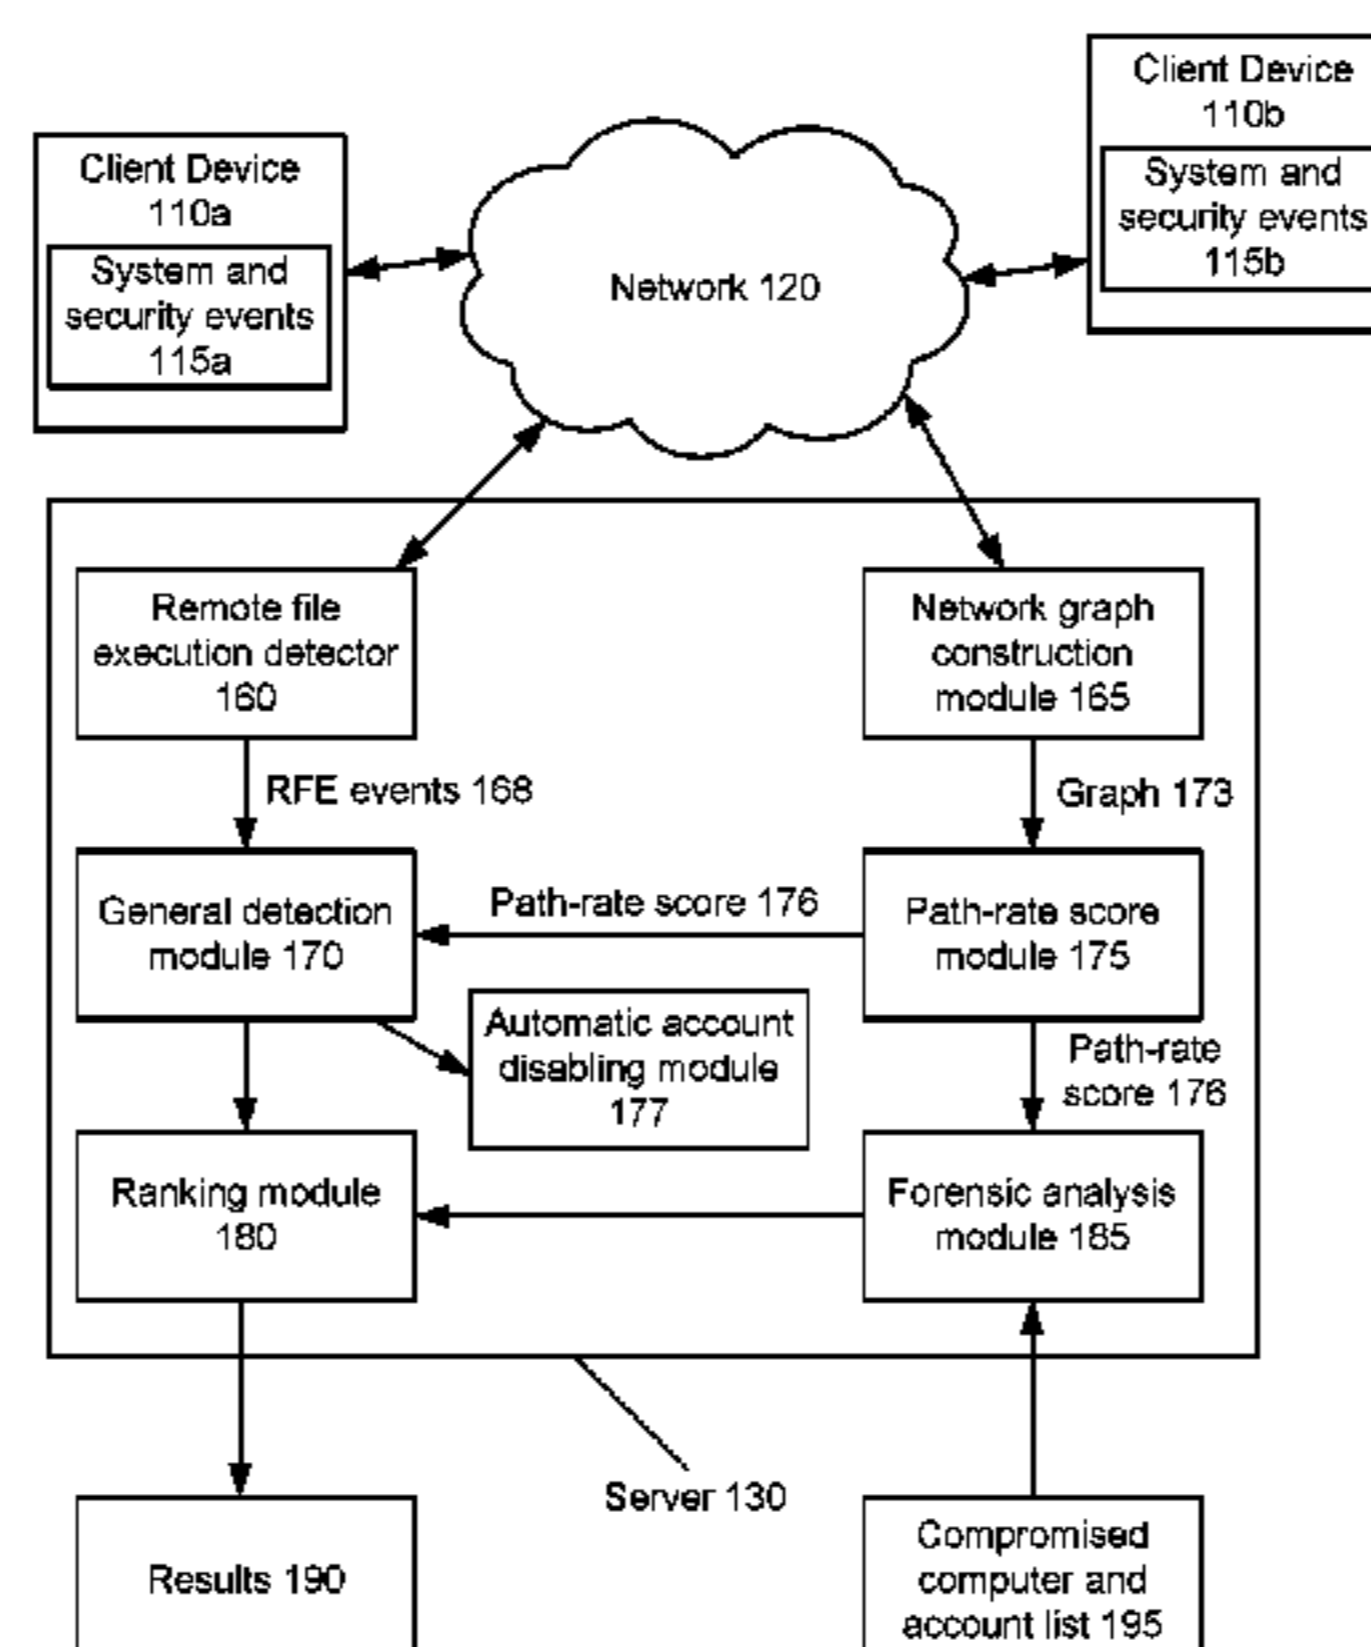 Client Device
110b
System and
security events
115b
Client Device
110a
System and
security events
115a
Network 120
Remote file
execution detector
160
Network graph
construction
module 165
RFE events 168
Graph 173
General detection
module 170
Path-rate score 176
Path-rate score
module 175
Automatic account
disabling module
177
Path-rate
score 176
Ranking module
180
Forensic analysis
module 185
Server 130
Results 190
Compromised
computer and
account list 195